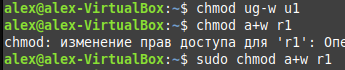 alex@alex-VirtualBox:~$ chmod ug-w u1
alex@alex-VirtualBox:~$ chmod a+w r1
chmod: изменение прав доступа для 'r1': Опе
alex@alex-VirtualBox:~$ sudo chmod a+w r1